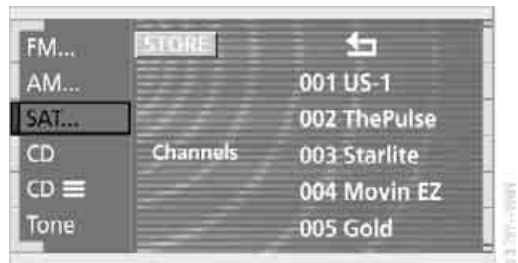 FM...
AM...
SAT...
CD
CD
Tone
STORE
Channels
001 US-1
002 ThePulse
003 Starlite
004 Movin EZ
005 Gold